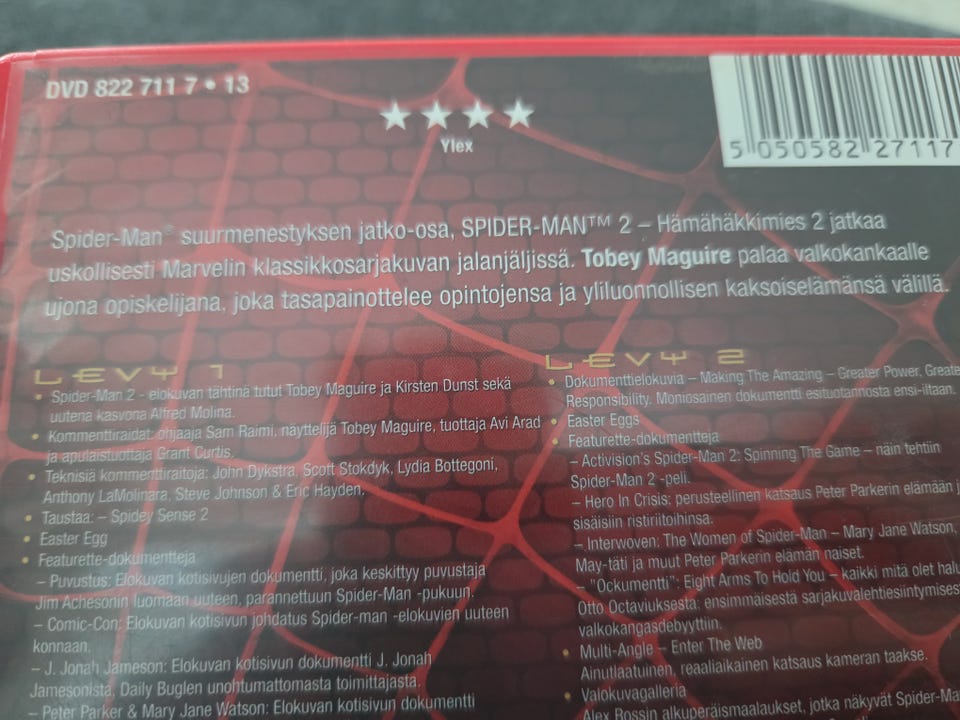 DVD 822 711 7 • 13
★ ★ ★ ★
Ylex
5 050582 27117
Spider-Man® suurmenestyksen jatko-osa, SPIDER-MAN™ 2 – Hämähäkkimies 2 jatkaa
uskollisesti Marvelin klassikkosarjakuvan jalanjäljissä. Tobey Maguire palaa valkokankaalle
ujona opiskelijana, joka tasapainottelee opintojensa ja yliluonnollisen kaksoiselämänsä välillä.
LEVY 1
• Spider-Man 2 - elokuvan tähtinä tutut Tobey Maguire ja Kirsten Dunst sekä
uutena kasvona Alfred Molina.
• Kommenttiraidat: ohjaaja Sam Raimi, näyttelijä Tobey Maguire, tuottaja Avi Arad
ja apulaistuottaja Grant Curtis.
• Teknisiä kommenttiraitoja: John Dykstra, Scott Stokdyk, Lydia Bottegoni,
Anthony LaMolinara, Steve Johnson & Eric Hayden.
• Taustaa: – Spidey Sense 2
• Easter Egg
• Featurette-dokumentteja
– Puvustus: Elokuvan kotisivujen dokumentti, joka keskittyy puvustaja
Jim Achesonin luomaan uuteen, parannettuun Spider-Man -pukuun.
– Comic-Con: Elokuvan kotisivun johdatus Spider-man -elokuvien uuteen
konnaan.
– J. Jonah Jameson: Elokuvan kotisivun dokumentti J. Jonah
Jamesonista, Daily Buglen unohtumattomasta toimittajasta.
– Peter Parker & Mary Jane Watson: Elokuvan kotisivun dokumentti
LEVY 2
• Dokumenttielokuvia – Making The Amazing – Greater Power, Greate
Responsibility. Moniosainen dokumentti esituotannosta ensi-iltaan.
• Easter Eggs
• Featurette-dokumentteja
– Activision's Spider-Man 2: Spinning The Game – näin tehtiin
Spider-Man 2 -peli.
– Hero In Crisis: perusteellinen katsaus Peter Parkerin elämään j
sisäisiin ristiriitoihinsa.
– Interwoven: The Women of Spider-Man – Mary Jane Watson,
May-täti ja muut Peter Parkerin elämän naiset.
– "Ockumentti": Eight Arms To Hold You – kaikki mitä olet halu
Otto Octaviuksesta: ensimmäisestä sarjakuvalehtiesiintymises
valkokangasdebyyttiin.
• Multi-Angle – Enter The Web
Ainutlaatuinen, reaaliaikainen katsaus kameran taakse.
• Valokuvagalleria
Alex Rossin alkuperäismaalaukset, jotka näkyvät Spider-Ma